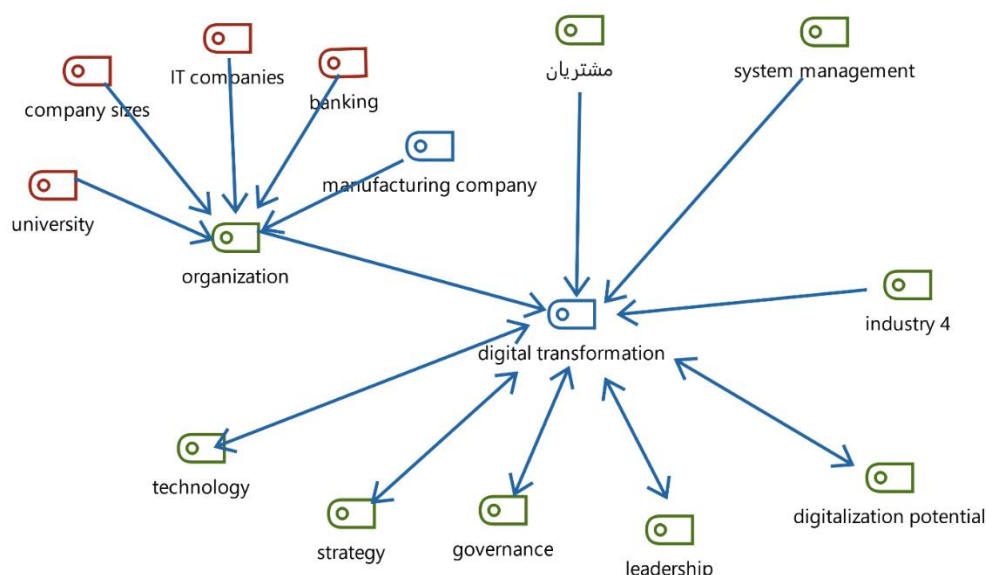 IT companies
مشتریان
system management
company sizes
banking
manufacturing company
university
organization
industry 4
digital transformation
technology
digitalization potential
strategy
governance
leadership